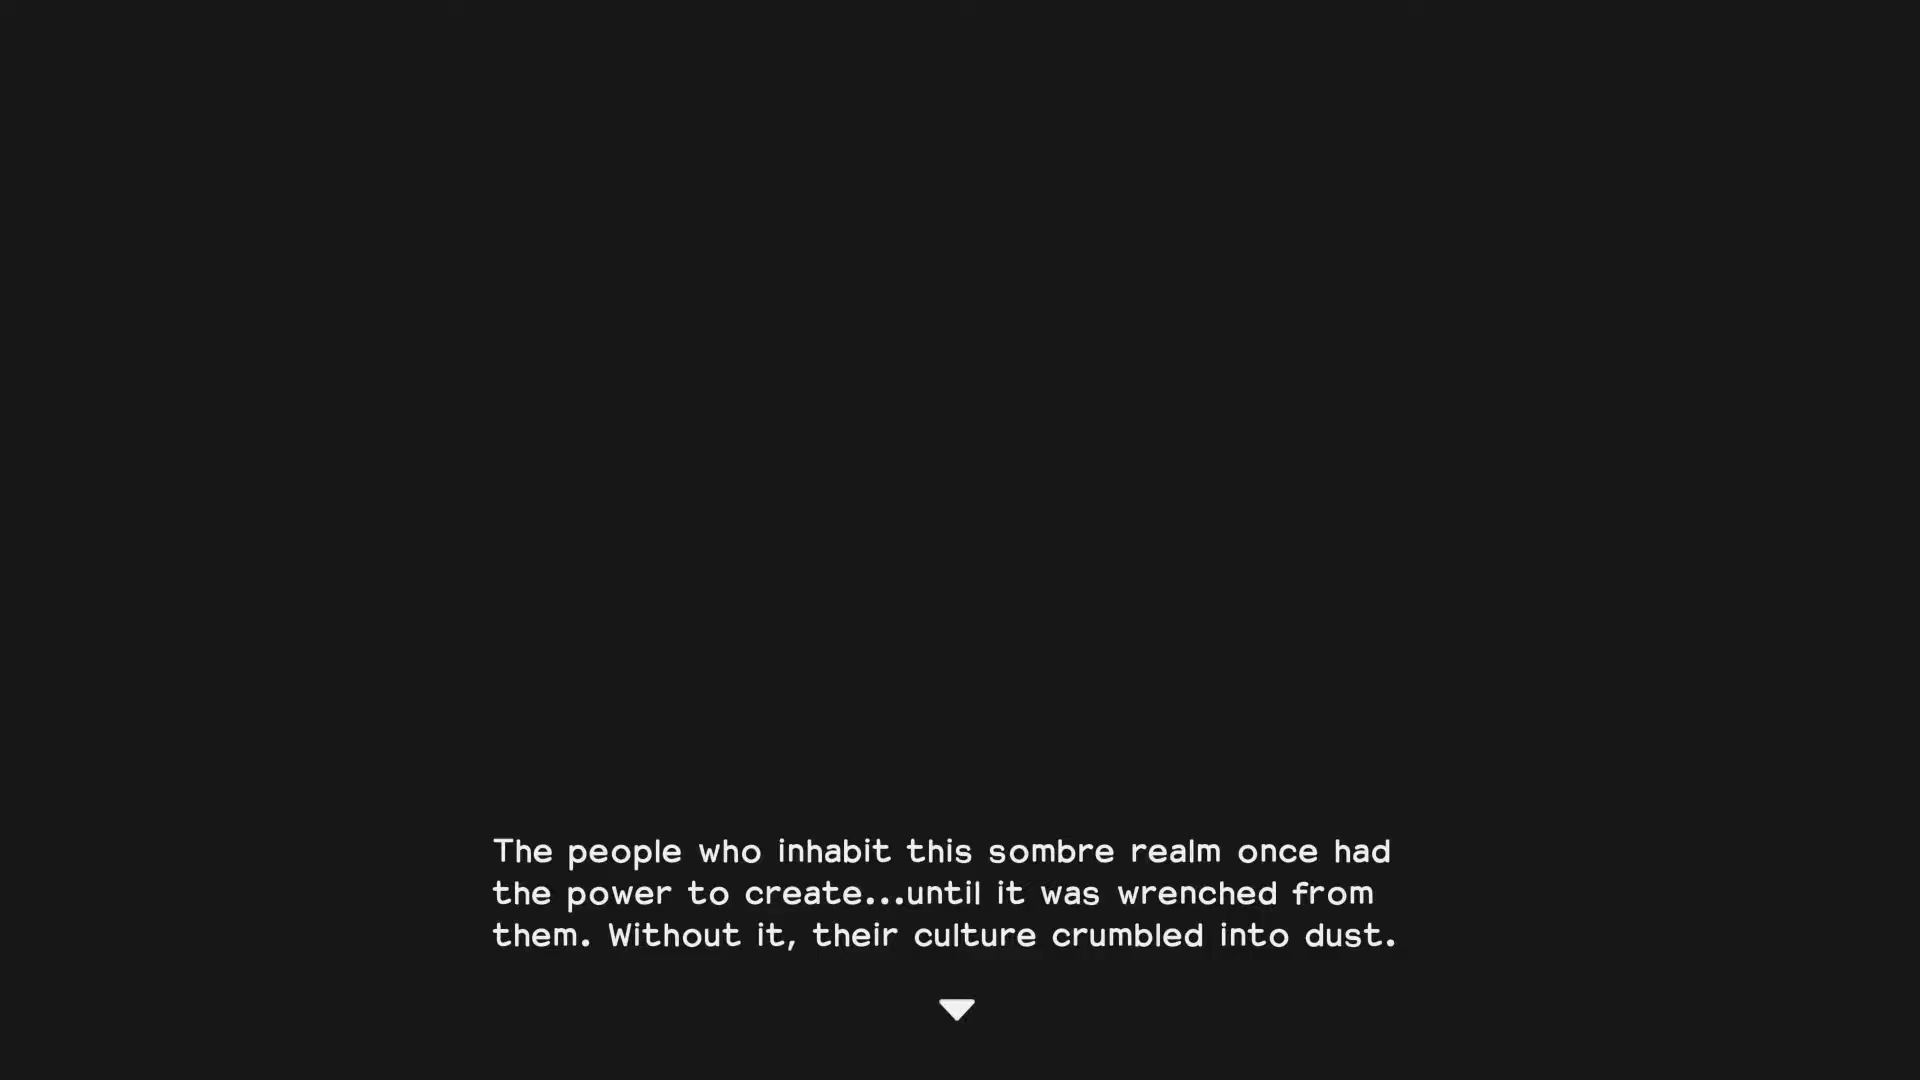 The people who inhabit this sombre realm once had
the power to create...until it was wrenched from
them. Without it, their culture crumbled into dust.